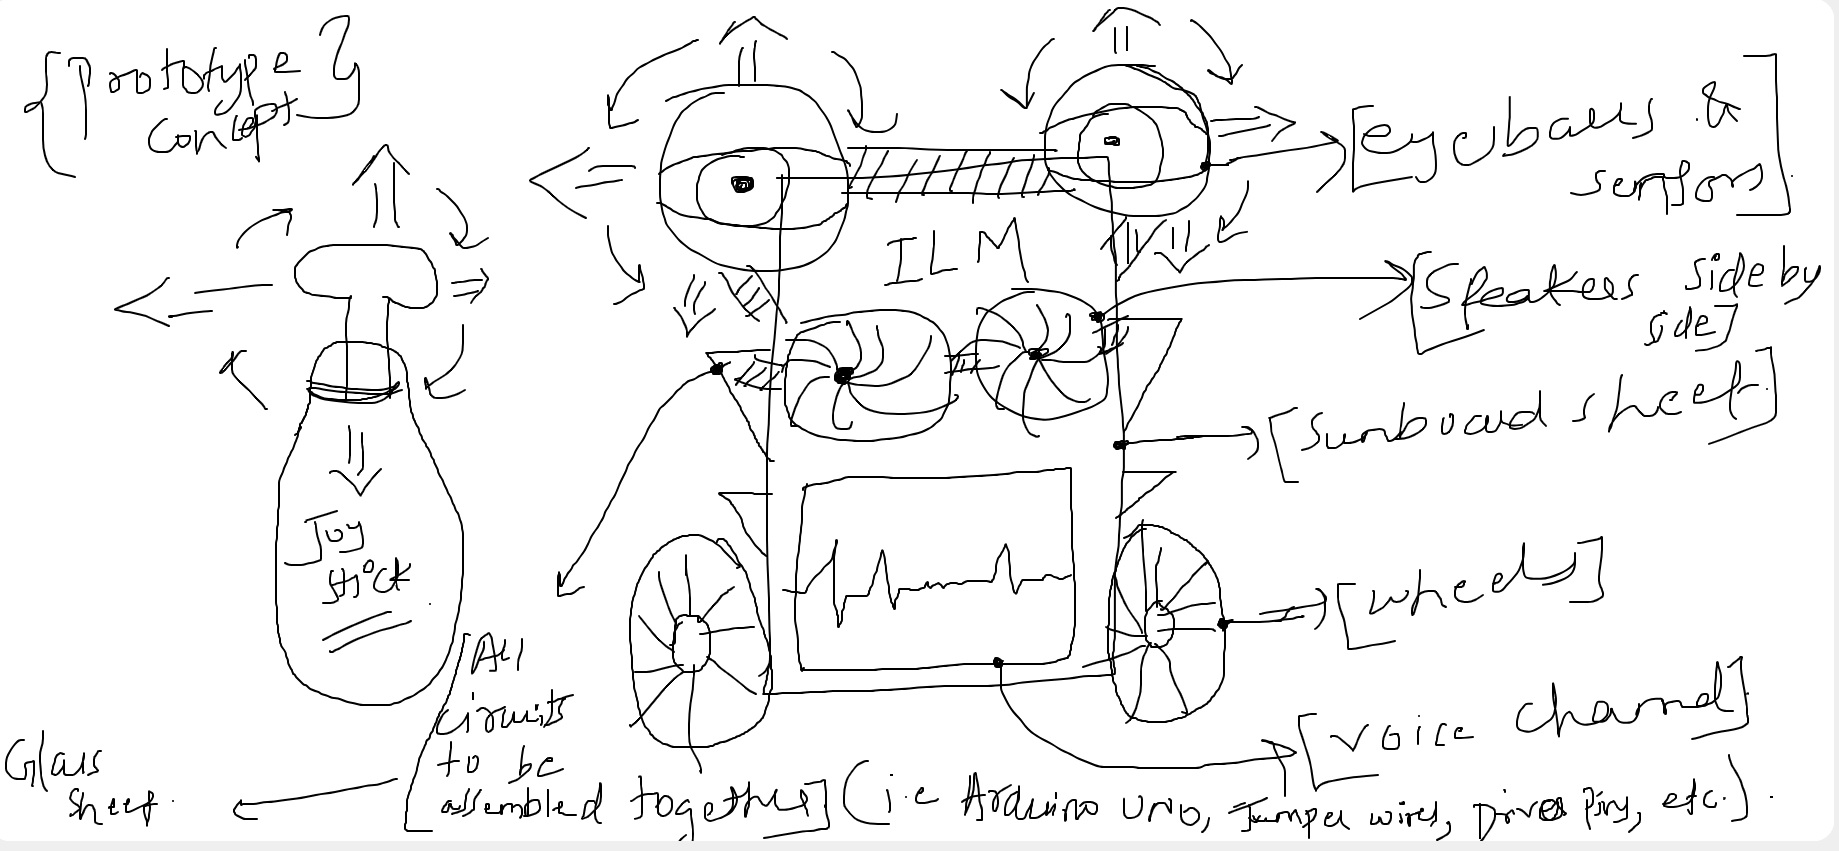 {Prototype
concept}
[eyeballs &
sensors]
ILM
[Speakers side by
side]
[Sunboard sheet]
Joy
stick
[wheels]
[All
circuits
to be
assembled together] (i.e Arduino UNO, Jumper wires, Driver Pins, etc.).
[voice channel]
Glass
sheet.